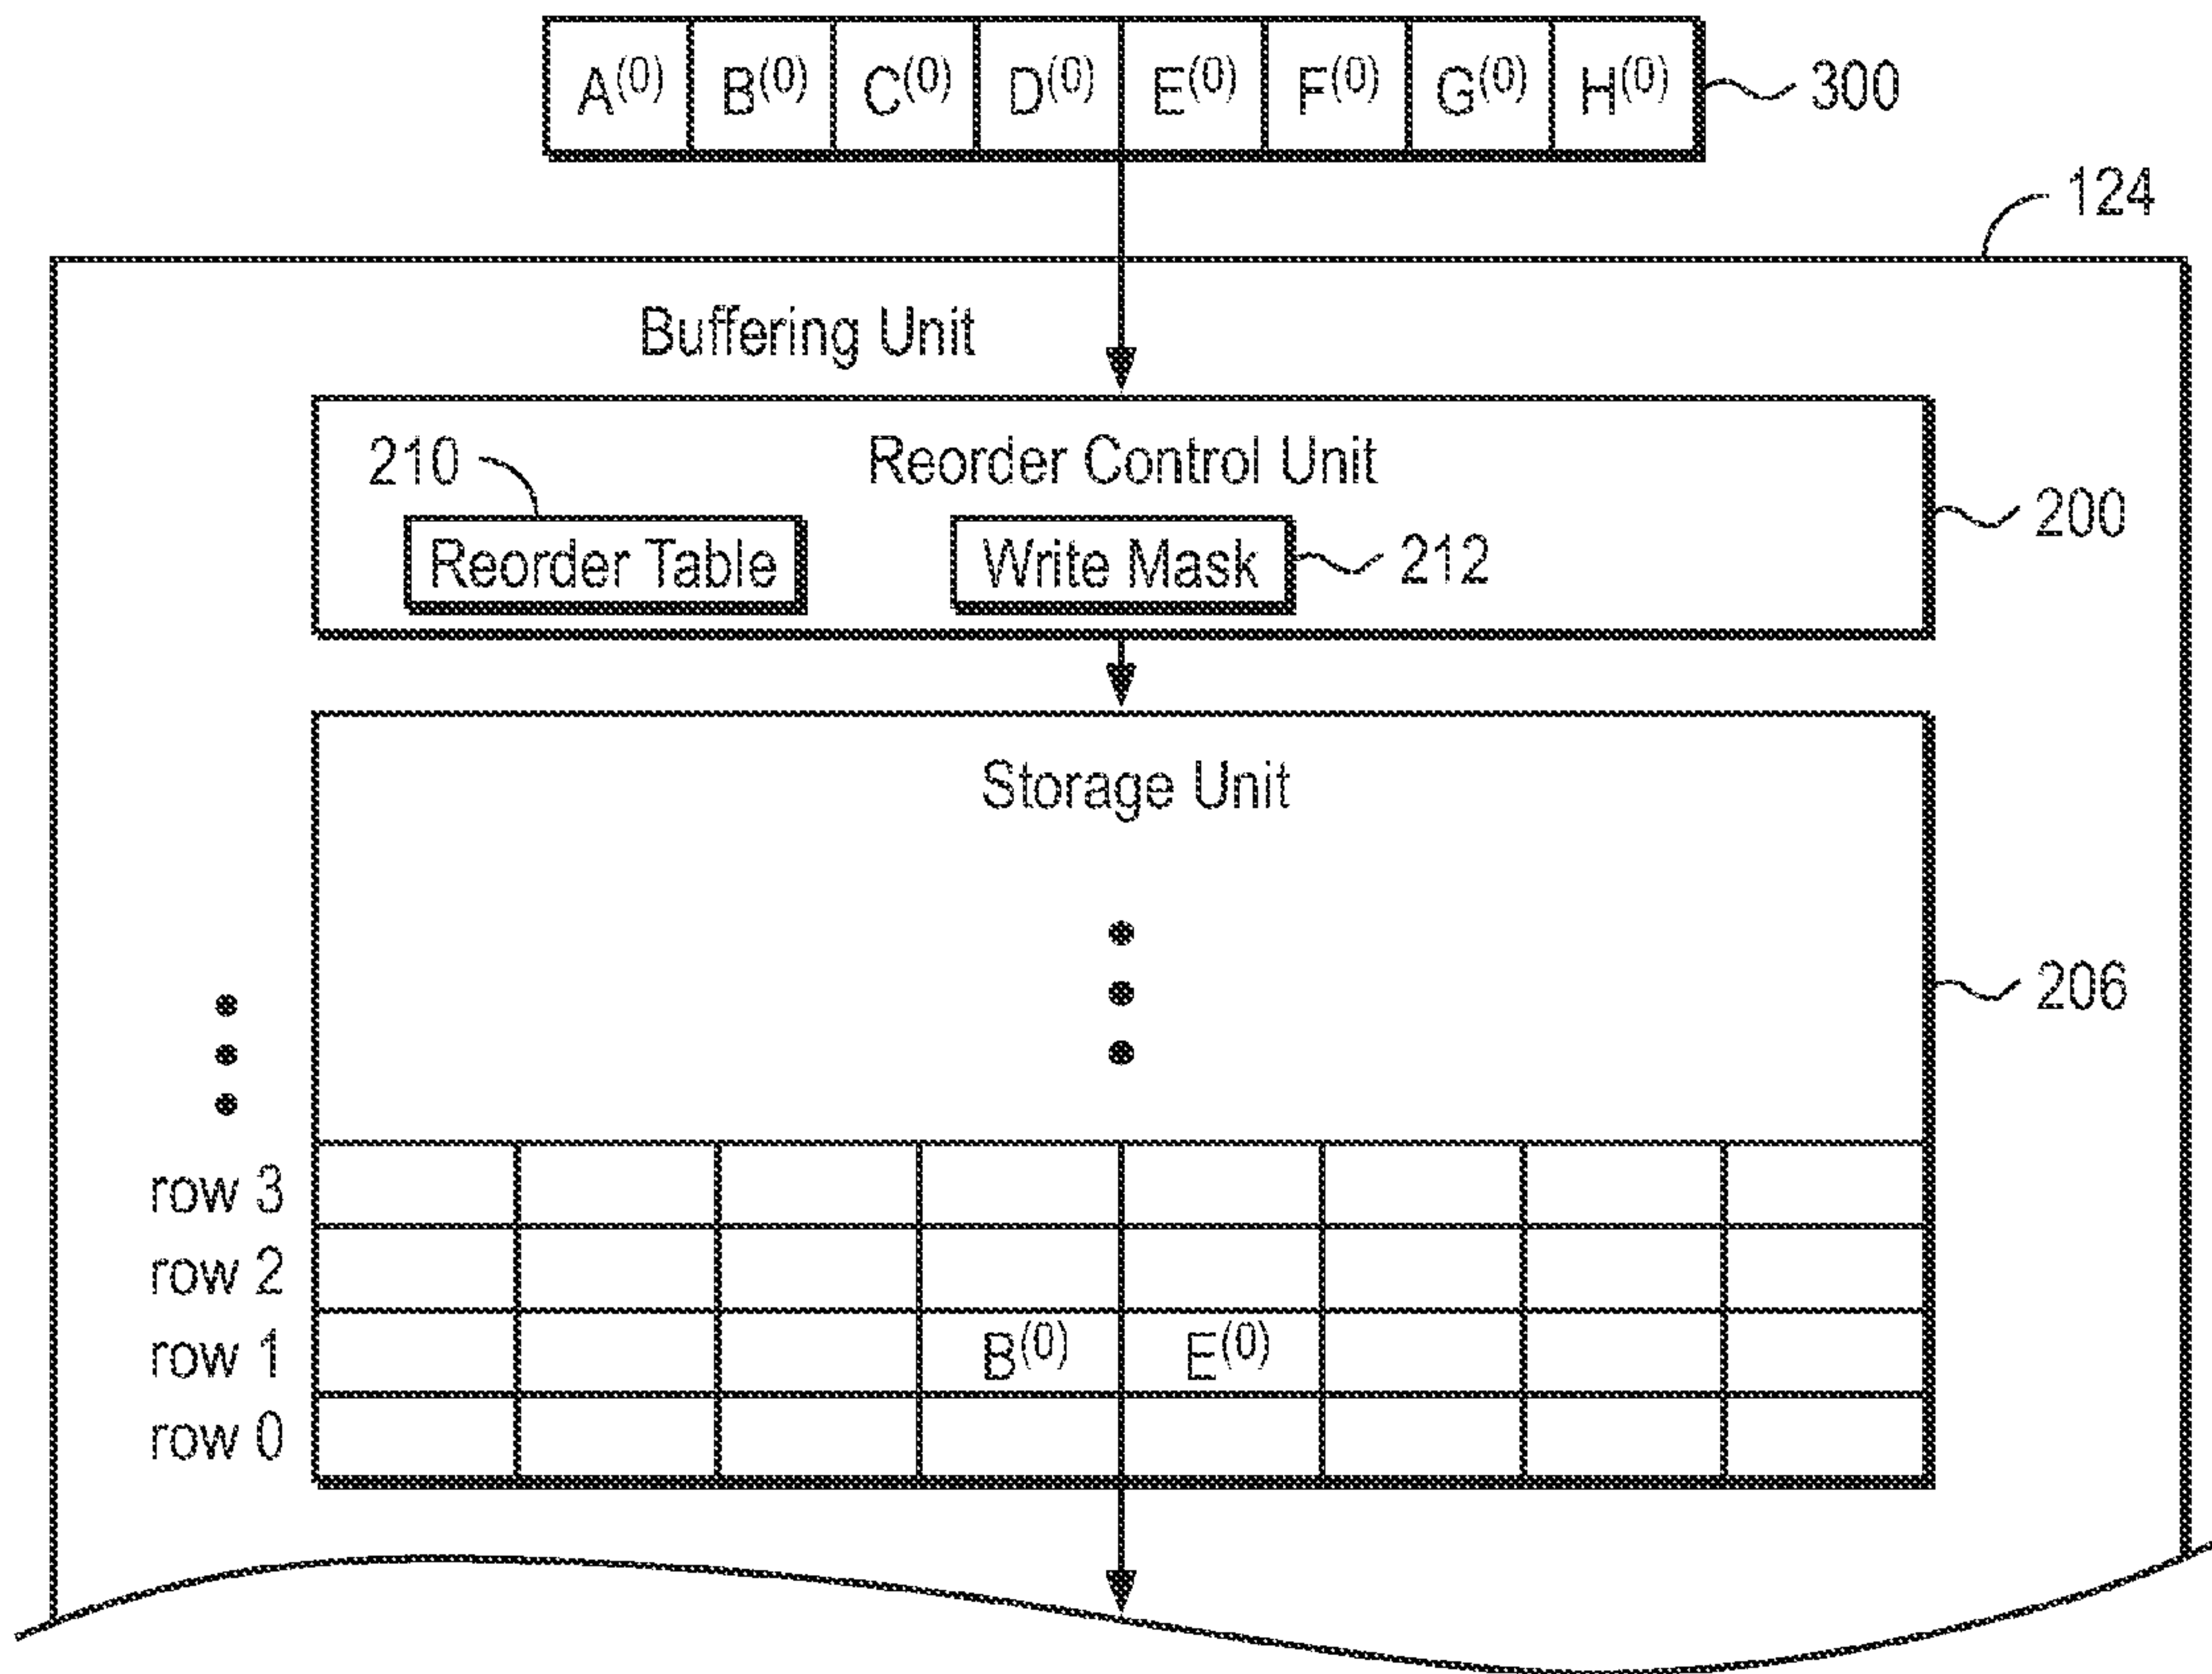 A(0) B(0) C(0) D(0) E(0) F(0) G(0) H(0) 300
124
Buffering Unit
210 Reorder Control Unit
200
Reorder Table Write Mask 212
Storage Unit
206
row 3
row 2
row 1 B(0) E(0)
row 0